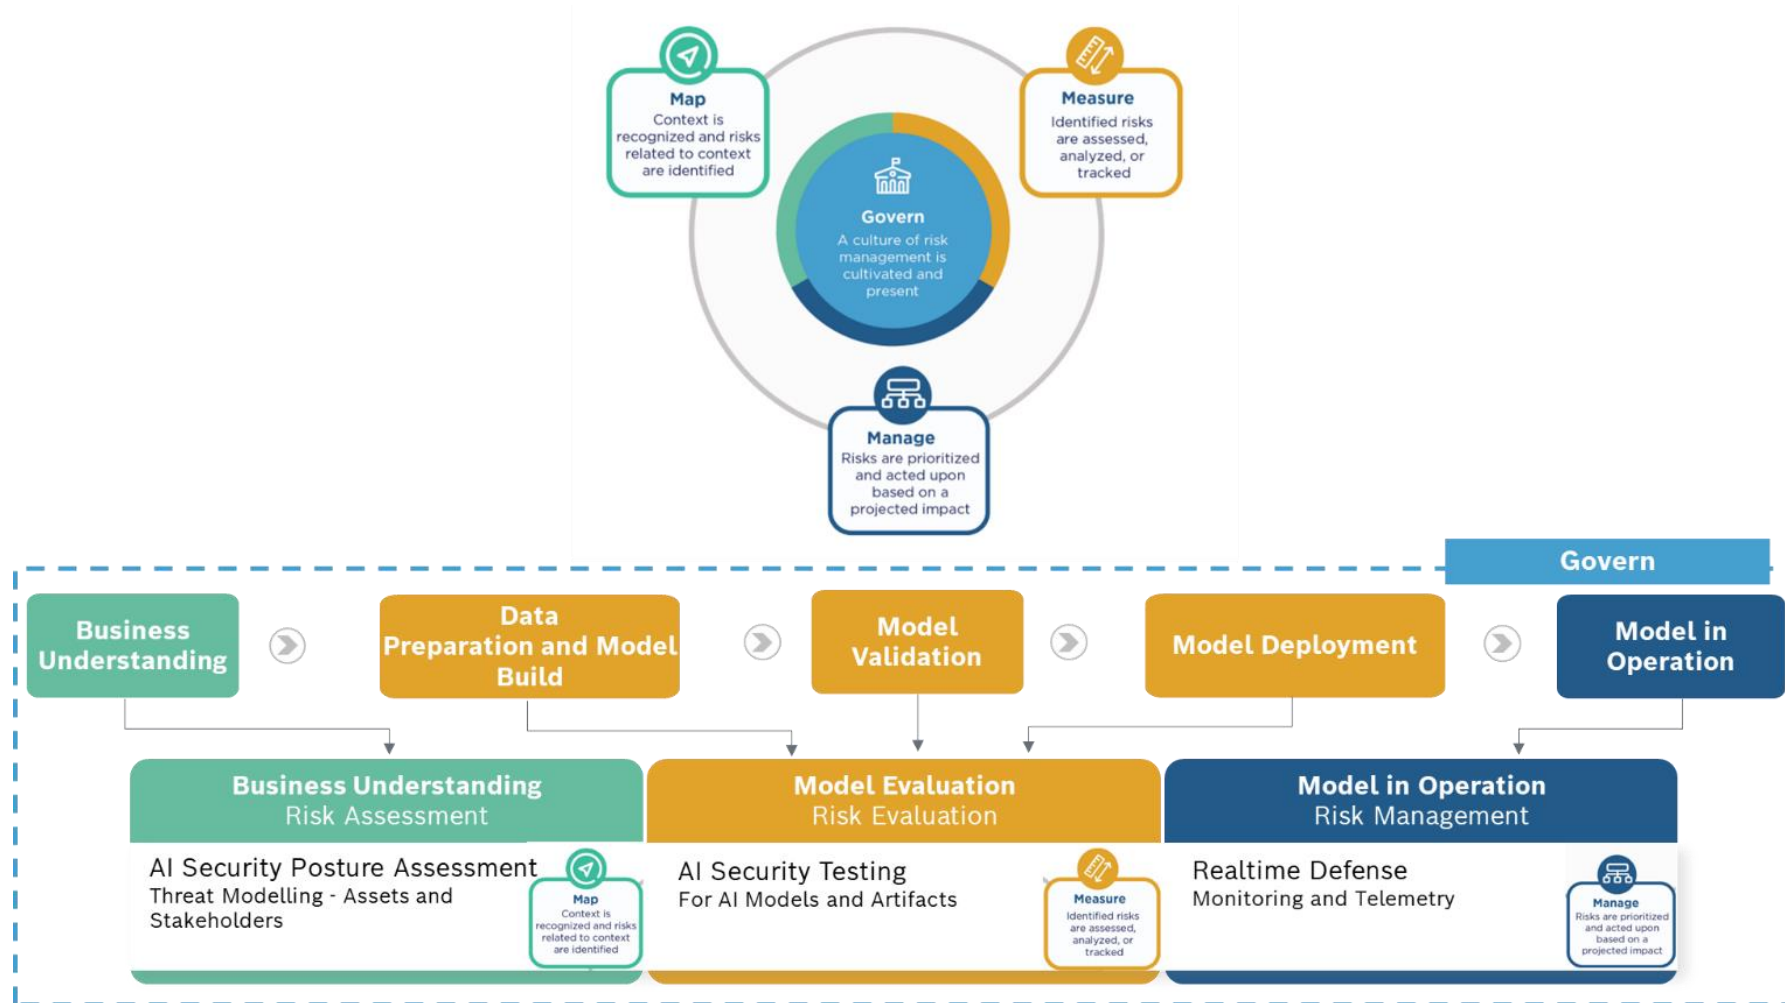 Map
Context is
recognized and risks
related to context
are identified
Measure
Identified risks
are assessed,
analyzed, or
tracked
Govern
A culture of risk
management is
cultivated and
present
Manage
Risks are prioritized
and acted upon
based on a
projected impact
Govern
Business
Understanding
Data
Preparation and Model
Build
Model
Validation
Model Deployment
Model in
Operation
Business Understanding
Risk Assessment
AI Security Posture Assessment
Threat Modelling - Assets and
Stakeholders
Map
Context is
recognized and risks
related to context
are identified
Model Evaluation
Risk Evaluation
AI Security Testing
For AI Models and Artifacts
Measure
Identified risks
are assessed,
analyzed, or
tracked
Model in Operation
Risk Management
Realtime Defense
Monitoring and Telemetry
Manage
Risks are prioritized
and acted upon
based on a
projected impact